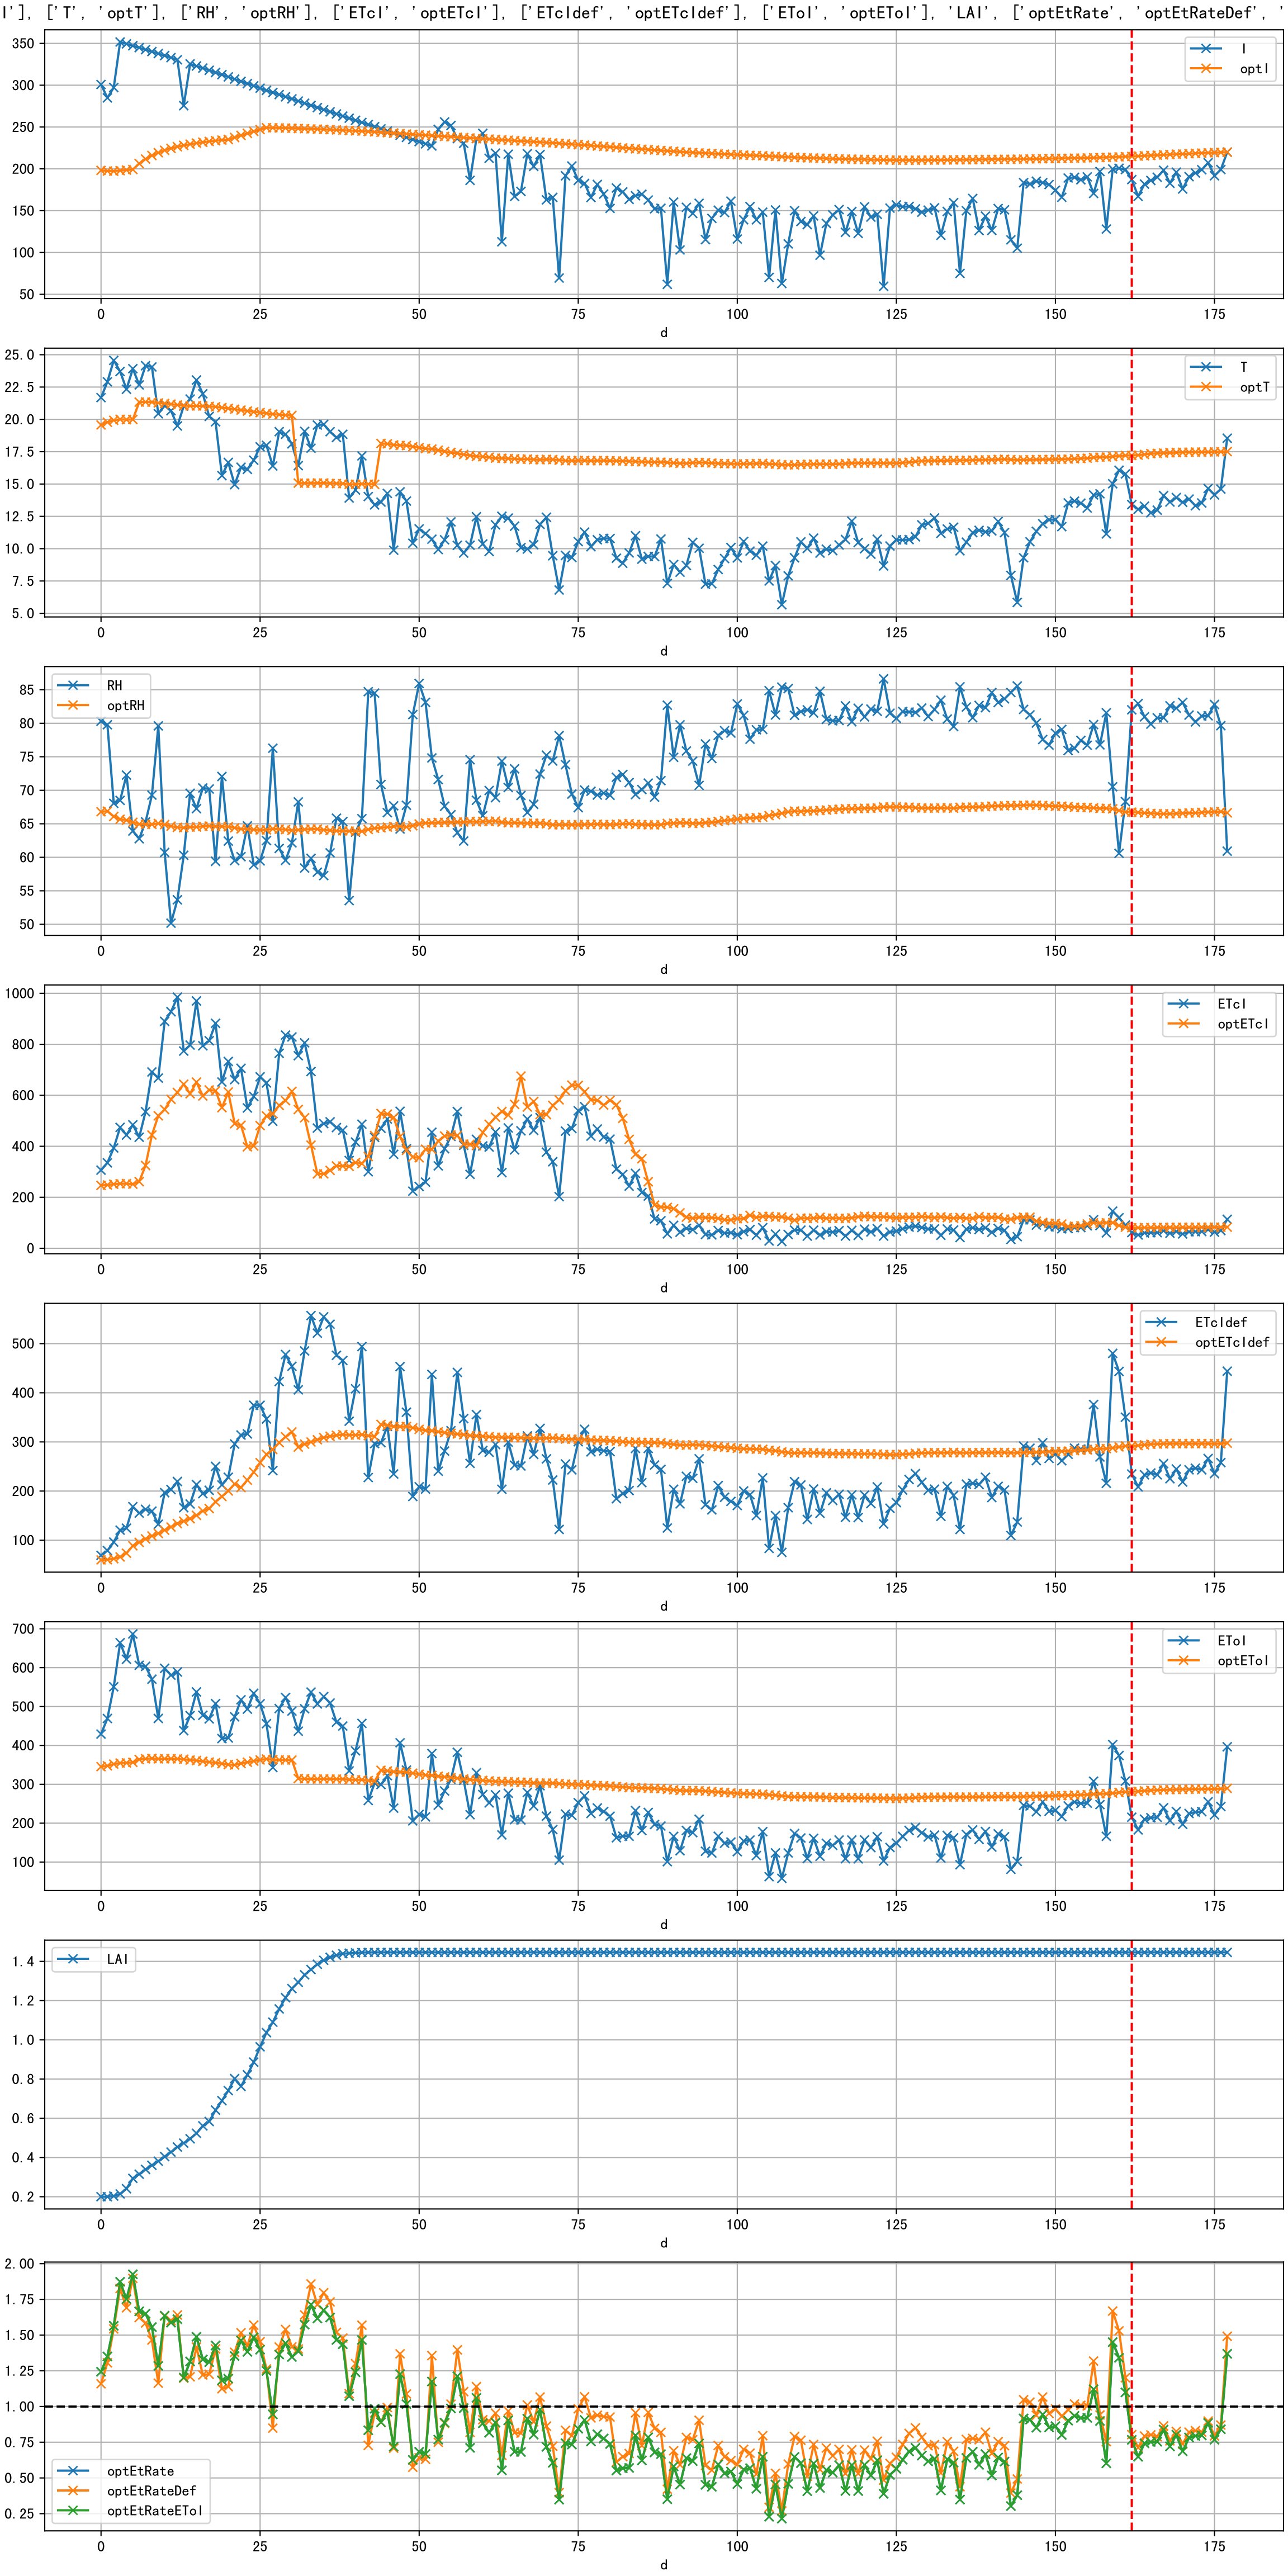 I'], ['T', 'optT'], ['RH', 'optRH'], ['ETcI', 'optETcI'], ['ETcIdef', 'optETcIdef'], ['EToI', 'optEToI'], 'LAI', ['optEtRate', 'optEtRateDef', '
350
300
250
200
150
100
50
I
optI
0 25 50 75 100 125 150 175
d
25.0
22.5
20.0
17.5
15.0
12.5
10.0
7.5
5.0
T
optT
0 25 50 75 100 125 150 175
d
85
80
75
70
65
60
55
50
RH
optRH
0 25 50 75 100 125 150 175
d
1000
800
600
400
200
0
ETcI
optETcI
0 25 50 75 100 125 150 175
d
500
400
300
200
100
ETcIdef
optETcIdef
0 25 50 75 100 125 150 175
d
700
600
500
400
300
200
100
EToI
optEToI
0 25 50 75 100 125 150 175
d
1.4
1.2
1.0
0.8
0.6
0.4
0.2
LAI
0 25 50 75 100 125 150 175
d
2.00
1.75
1.50
1.25
1.00
0.75
0.50
0.25
optEtRate
optEtRateDef
optEtRateEToI
0 25 50 75 100 125 150 175
d